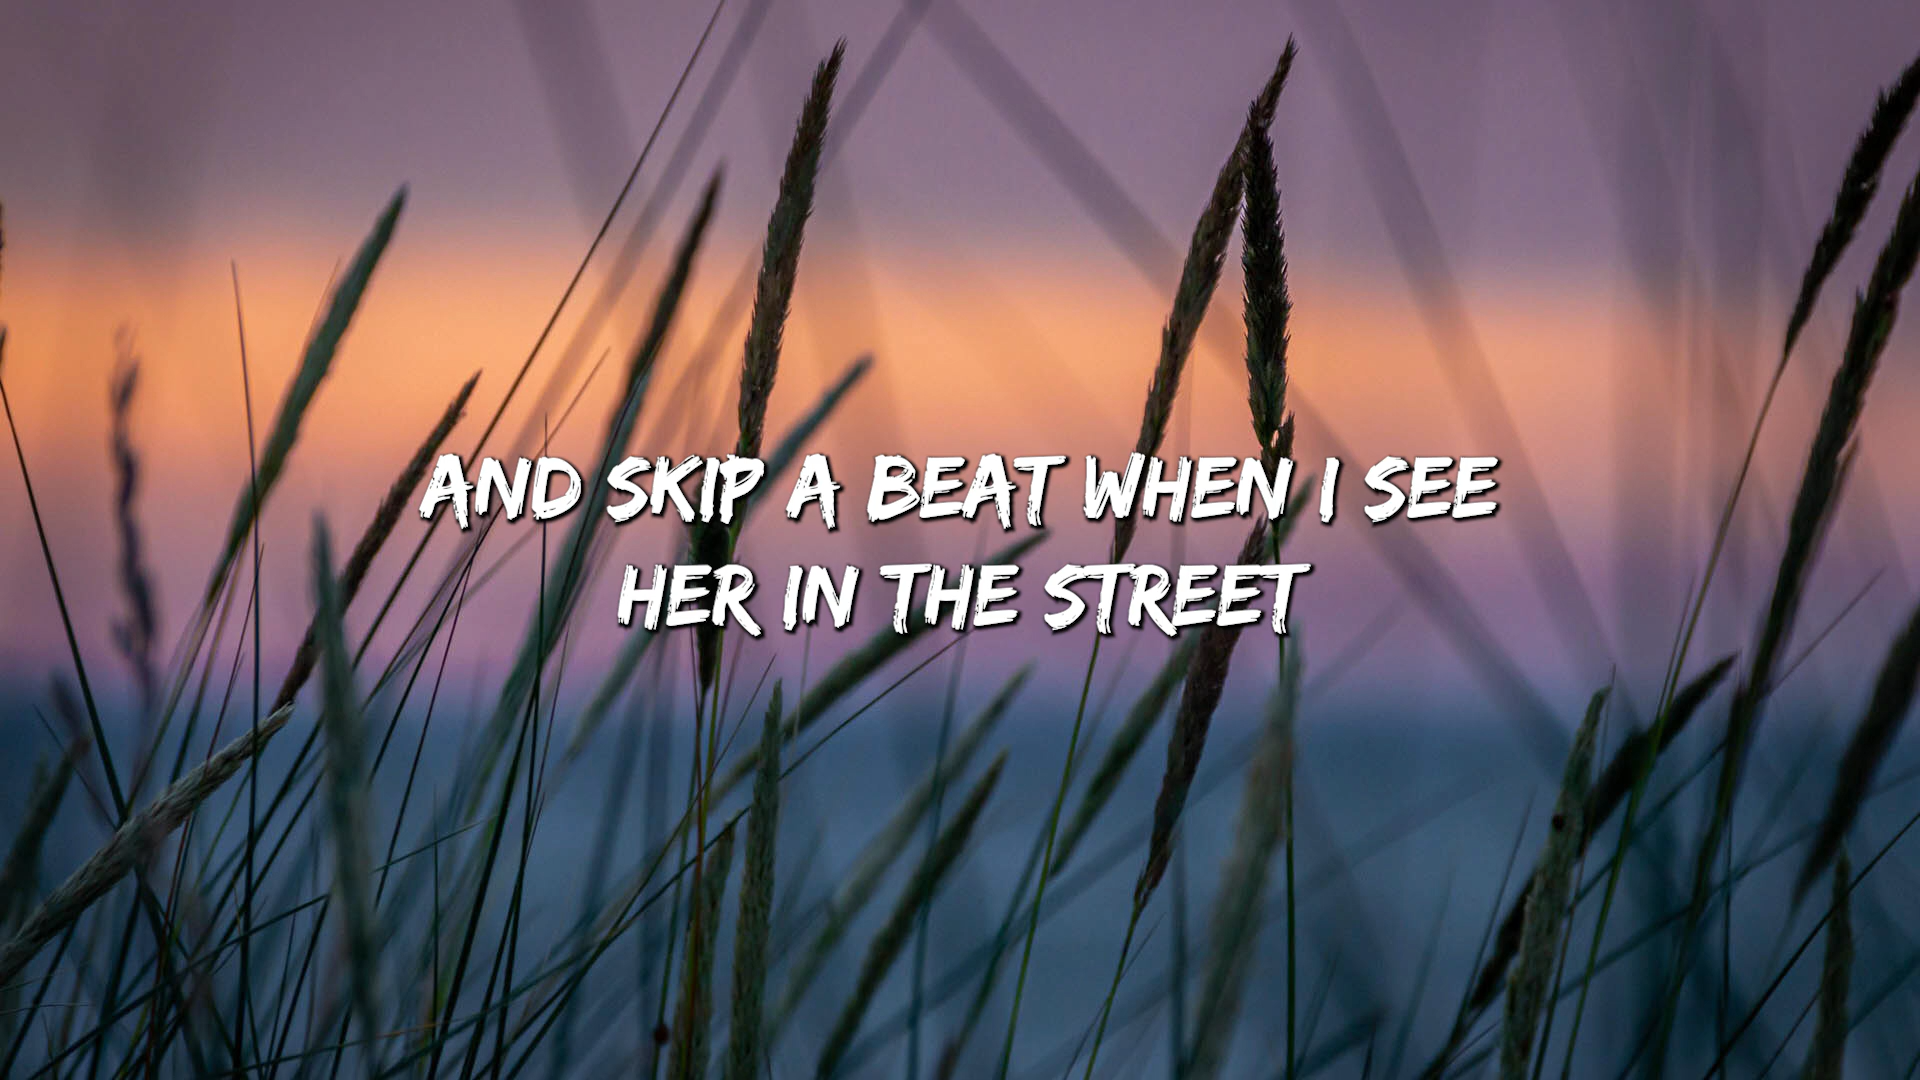 AND SKIP A BEAT WHEN I SEE
HER IN THE STREET